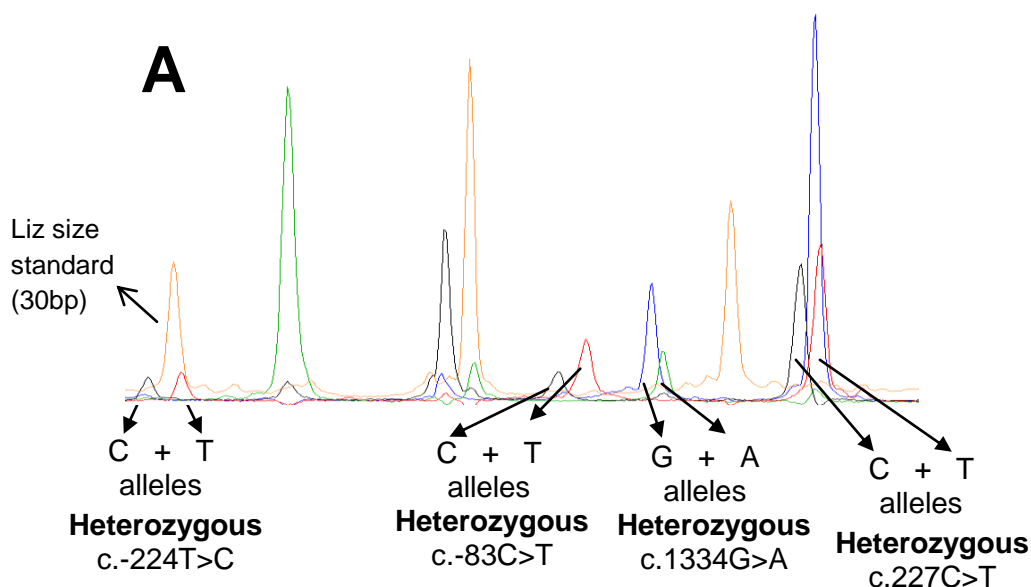 A
Liz size
standard
(30bp)
C + T
alleles
Heterozygous
c.-224T>C
C + T
alleles
Heterozygous
c.-83C>T
G + A
alleles
Heterozygous
c.1334G>A
C + T
alleles
Heterozygous
c.227C>T